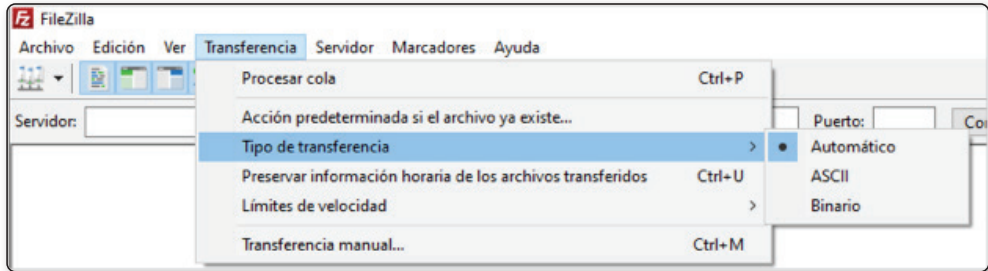 FileZilla
Archivo Edición Ver Transferencia Servidor Marcadores Ayuda
Procesar cola Ctrl+P
Servidor: Acción predeterminada si el archivo ya existe... Puerto:
Tipo de transferencia > Automático
Preservar información horaria de los archivos transferidos Ctrl+U ASCII
Límites de velocidad > Binario
Transferencia manual... Ctrl+M